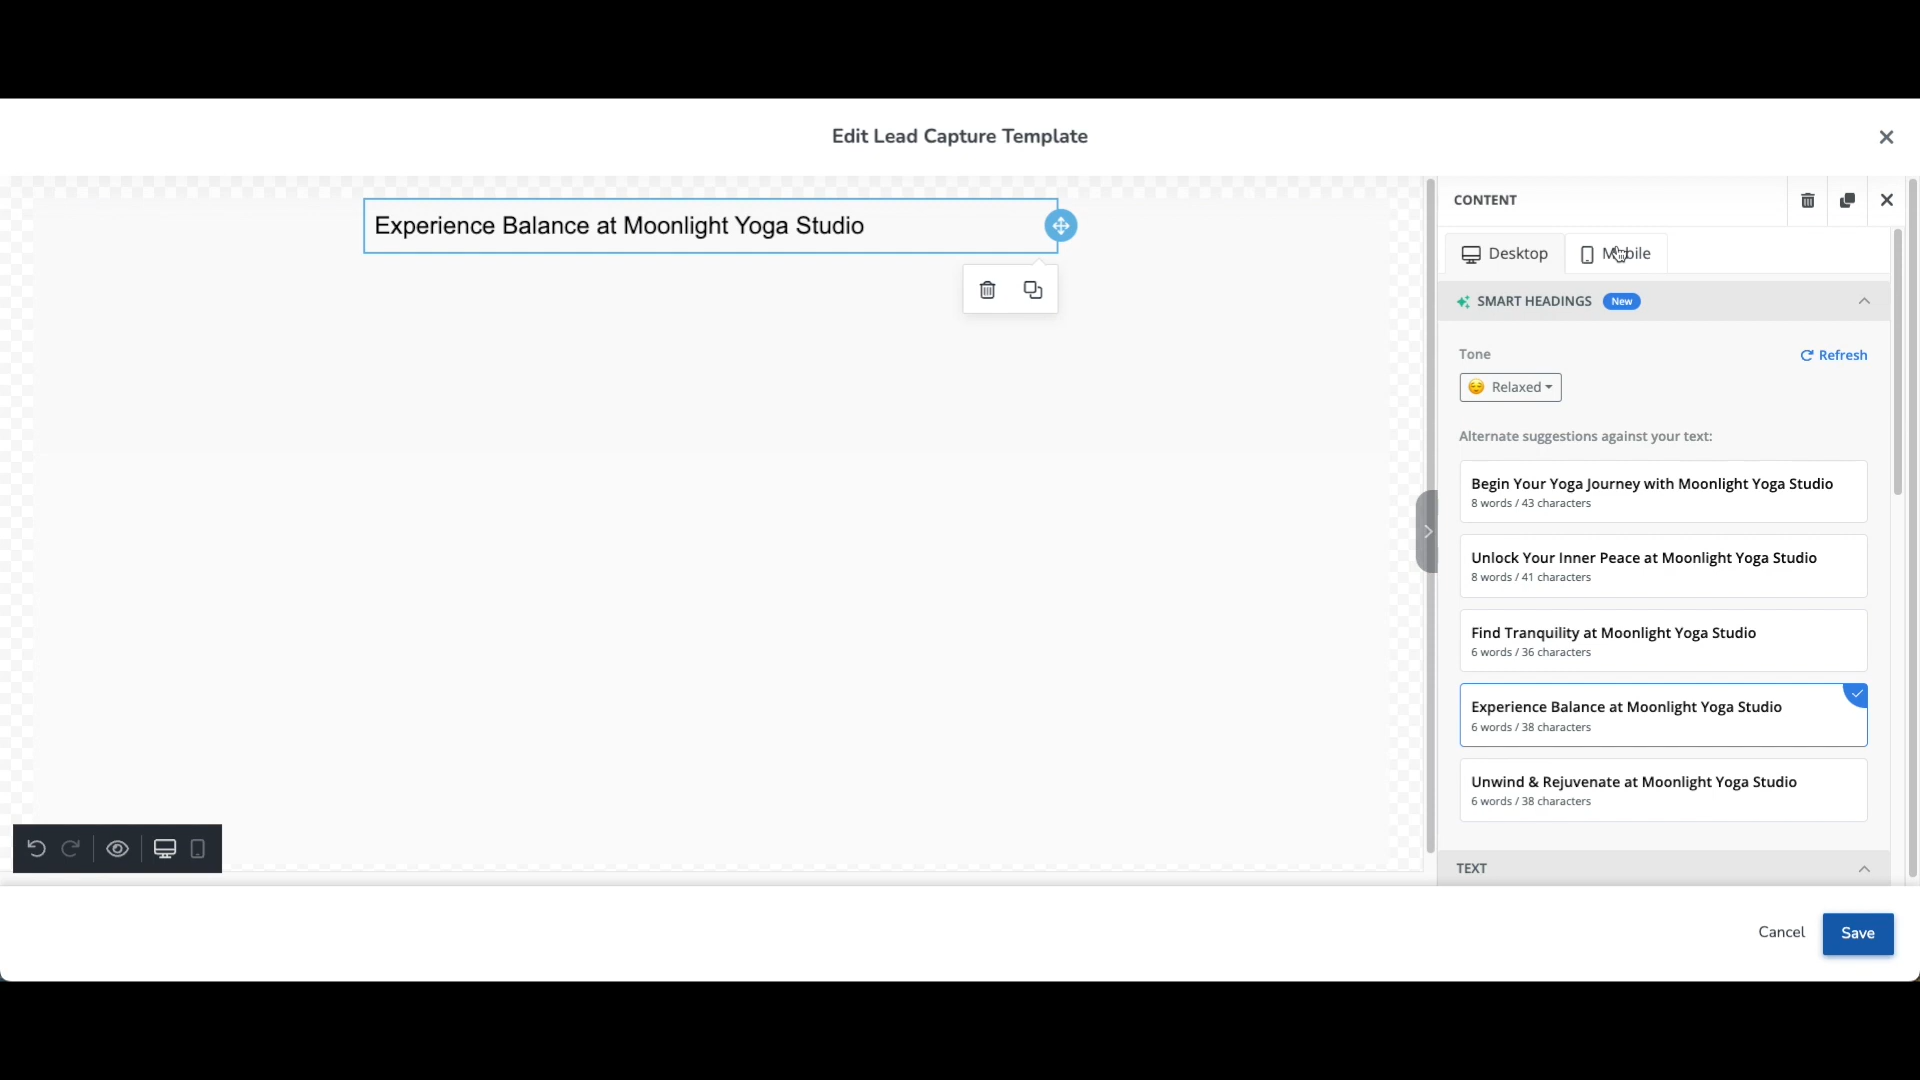 Edit Lead Capture Template
Experience Balance at Moonlight Yoga Studio
CONTENT
Desktop
Mobile
SMART HEADINGS New
Tone
Refresh
Relaxed
Alternate suggestions against your text:
Begin Your Yoga Journey with Moonlight Yoga Studio
8 words / 43 characters
Unlock Your Inner Peace at Moonlight Yoga Studio
8 words / 41 characters
Find Tranquility at Moonlight Yoga Studio
6 words / 36 characters
Experience Balance at Moonlight Yoga Studio
6 words / 38 characters
Unwind & Rejuvenate at Moonlight Yoga Studio
6 words / 38 characters
TEXT
Cancel
Save